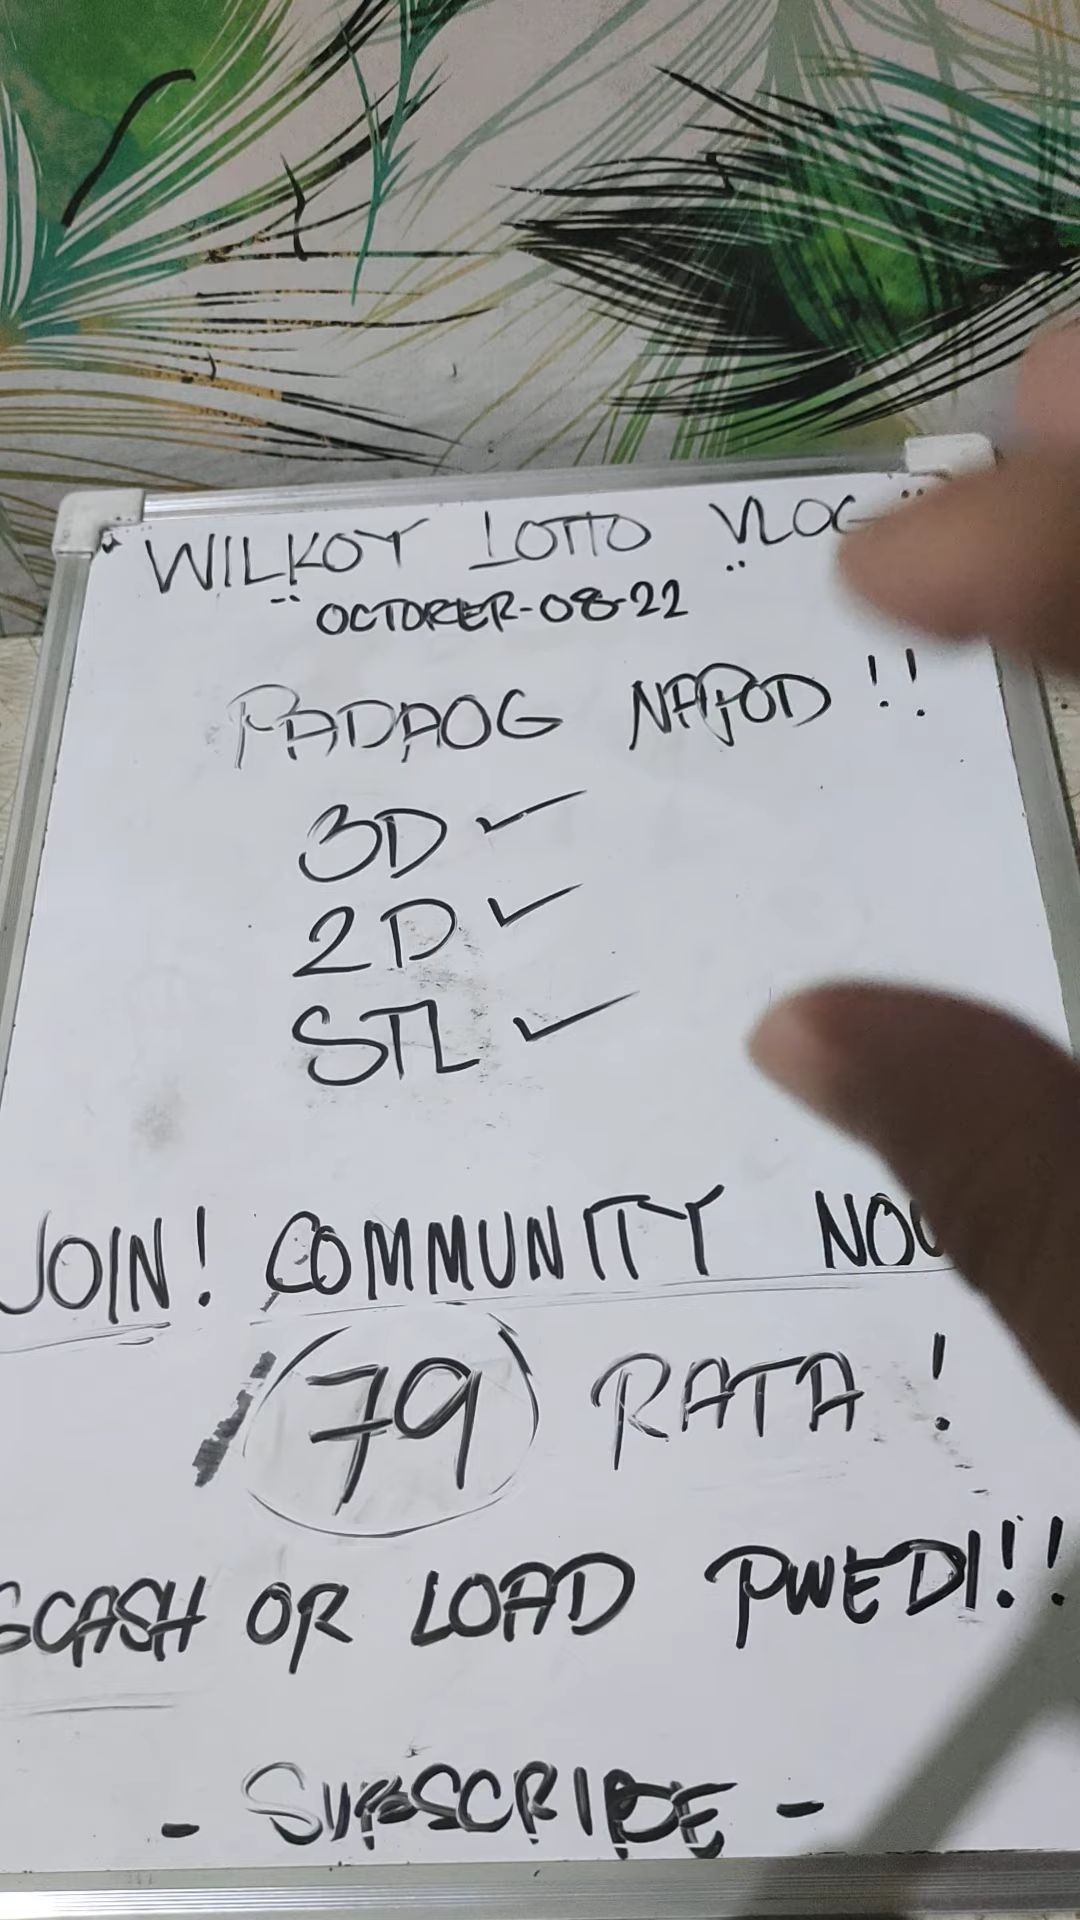 WILKOY LOTTO VLOG
OCTOBER-08-22
PADAOG NAPOD !!
3D ✓
2D ✓
STL ✓
JOIN! COMMUNITY
(79) RATA!
GCASH OR LOAD PWEDI!!
- SUBSCRIBE -